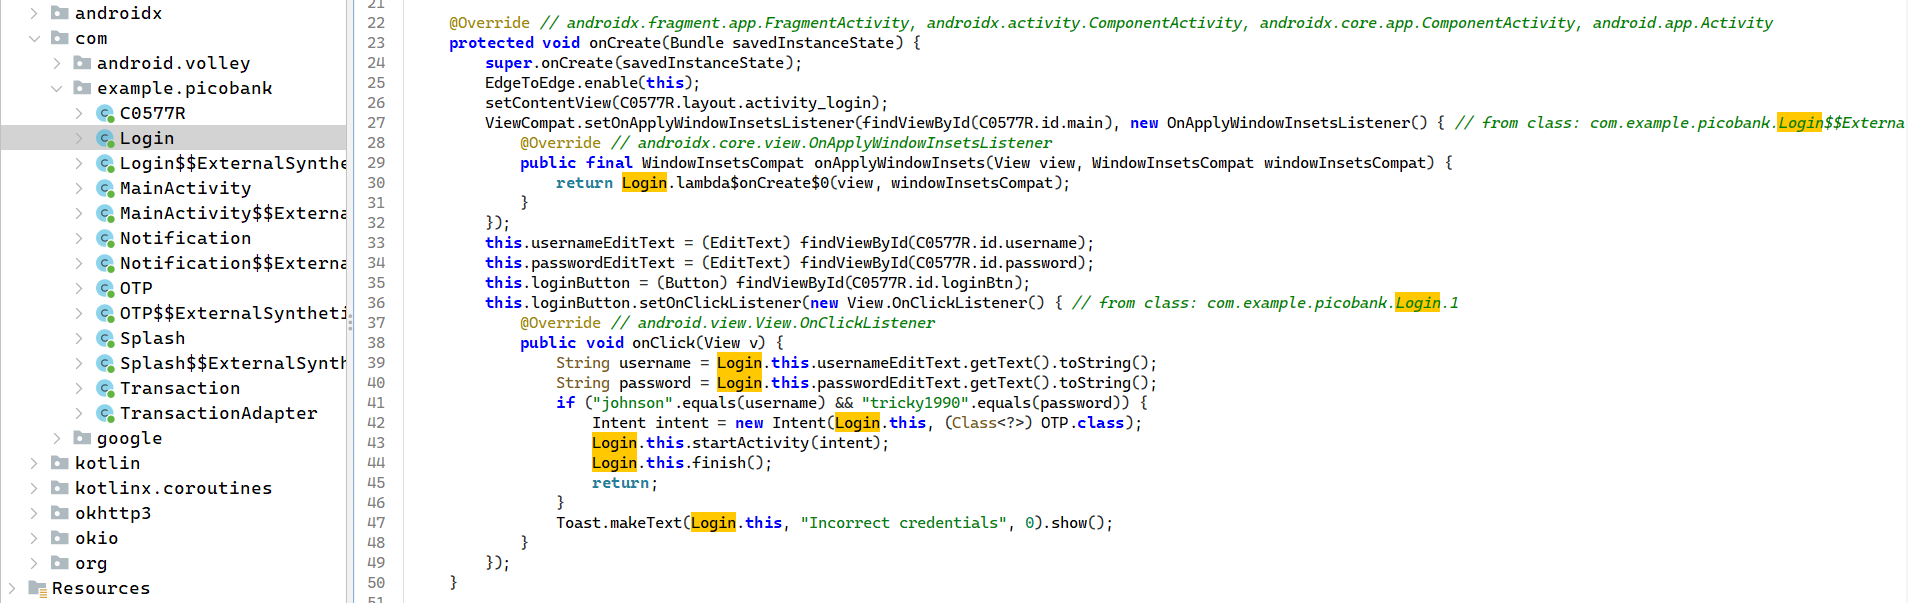 androidx
com
android.volley
example.picobank
C0577R
Login
Login$$ExternalSynthe
MainActivity
MainActivity$$Externa
Notification
Notification$$Externa
OTP
OTP$$ExternalSyntheti
Splash
Splash$$ExternalSynth
Transaction
TransactionAdapter
google
kotlin
kotlinx.coroutines
okhttp3
okio
org
Resources
21
22 @Override // androidx.fragment.app.FragmentActivity, androidx.activity.ComponentActivity, androidx.core.app.ComponentActivity, android.app.Activity
23 protected void onCreate(Bundle savedInstanceState) {
24 super.onCreate(savedInstanceState);
25 EdgeToEdge.enable(this);
26 setContentView(C0577R.layout.activity_login);
27 ViewCompat.setOnApplyWindowInsetsListener(findViewById(C0577R.id.main), new OnApplyWindowInsetsListener() { // from class: com.example.picobank.Login$$Externa
28 @Override // androidx.core.view.OnApplyWindowInsetsListener
29 public final WindowInsetsCompat onApplyWindowInsets(View view, WindowInsetsCompat windowInsetsCompat) {
30 return Login.lambda$onCreate$0(view, windowInsetsCompat);
31 }
32 });
33 this.usernameEditText = (EditText) findViewById(C0577R.id.username);
34 this.passwordEditText = (EditText) findViewById(C0577R.id.password);
35 this.loginButton = (Button) findViewById(C0577R.id.loginBtn);
36 this.loginButton.setOnClickListener(new View.OnClickListener() { // from class: com.example.picobank.Login.1
37 @Override // android.view.View.OnClickListener
38 public void onClick(View v) {
39 String username = Login.this.usernameEditText.getText().toString();
40 String password = Login.this.passwordEditText.getText().toString();
41 if ("johnson".equals(username) && "tricky1990".equals(password)) {
42 Intent intent = new Intent(Login.this, (Class<?>) OTP.class);
43 Login.this.startActivity(intent);
44 Login.this.finish();
45 return;
46 }
47 Toast.makeText(Login.this, "Incorrect credentials", 0).show();
48 }
49 });
50 }
51